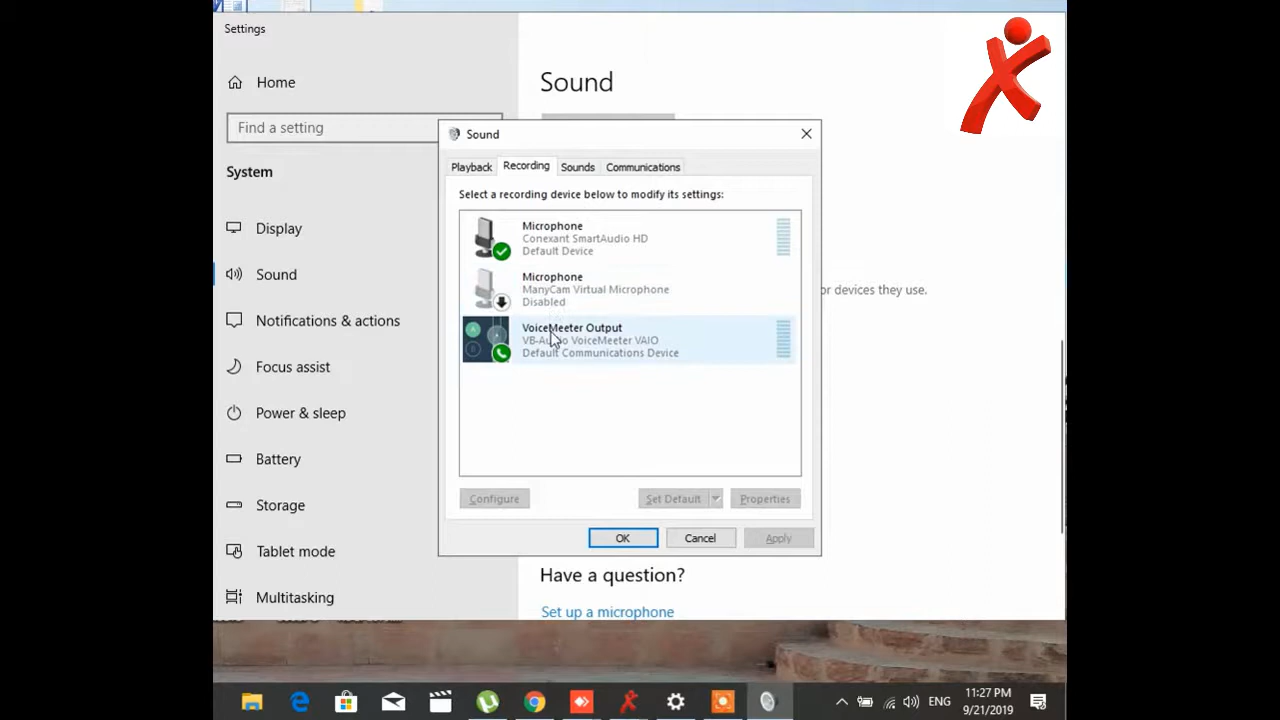 Settings
Home
Find a setting
System
Display
Sound
Notifications & actions
Focus assist
Power & sleep
Battery
Storage
Tablet mode
Multitasking
Sound
or devices they use.
Have a question?
Set up a microphone
Sound
Playback
Recording
Sounds
Communications
Select a recording device below to modify its settings:
Microphone
Conexant SmartAudio HD
Default Device
Microphone
ManyCam Virtual Microphone
Disabled
VoiceMeeter Output
VB-Audio VoiceMeeter VAIO
Default Communications Device
Configure
Set Default
Properties
OK
Cancel
Apply
ENG
11:27 PM
9/21/2019